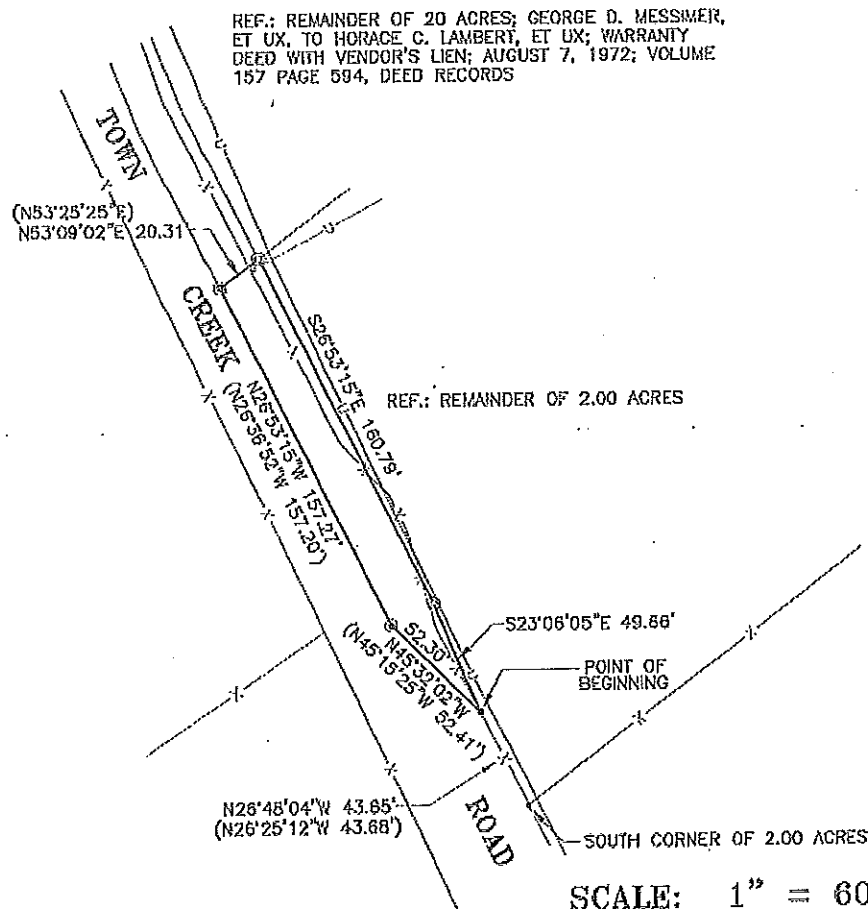 REF.: REMAINDER OF 20 ACRES; GEORGE D. MESSIMER,
ET UX, TO HORACE C. LAMBERT, ET UX; WARRANTY
DEED WITH VENDOR'S LIEN; AUGUST 7, 1972; VOLUME
157 PAGE 594, DEED RECORDS
TOWN
(N53°25'25"E)
N53°09'02"E 20.31'
CREEK
S26°53'15"E 160.79'
REF.: REMAINDER OF 2.00 ACRES
N26°53'15"W 157.27'
(N26°36'52"W 157.20')
S23°06'05"E 49.88'
52.30'
N45°32'02"W
(N45°15'25"W 52.41')
POINT OF
BEGINNING
N26°48'04"W 43.65'
(N26°25'12"W 43.68')
ROAD
SOUTH CORNER OF 2.00 ACRES
SCALE: 1" = 60